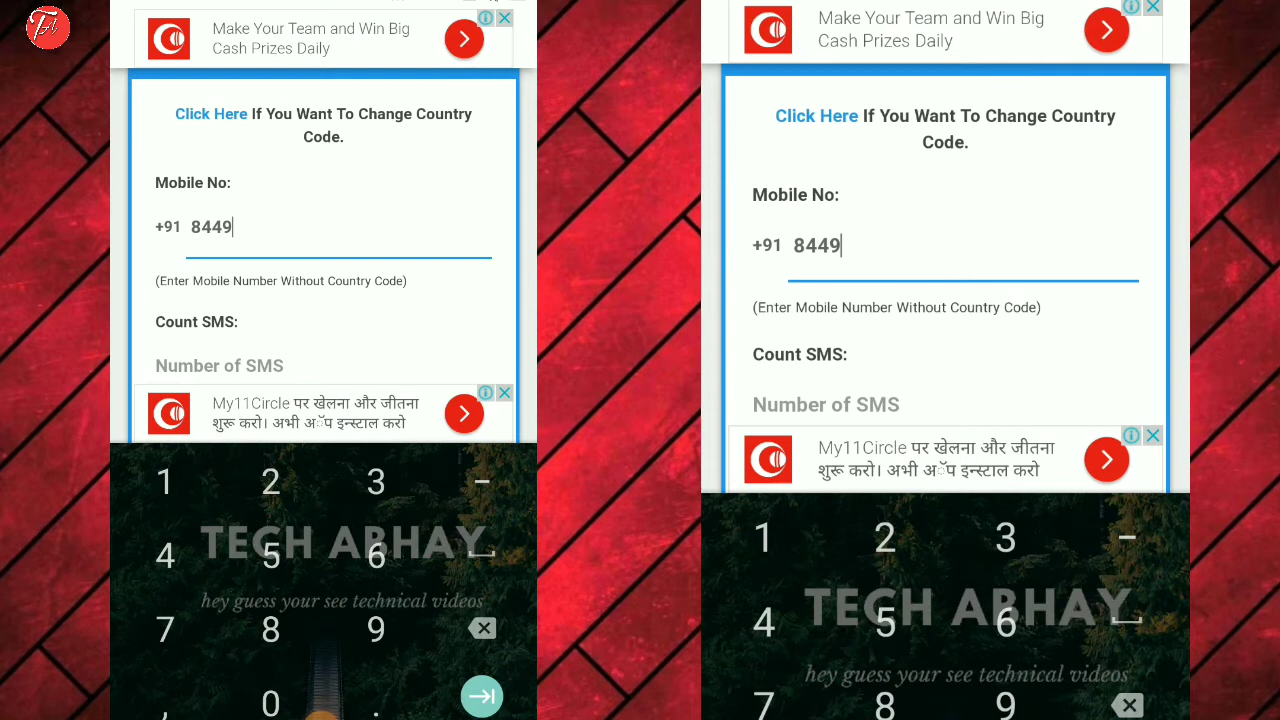 Make Your Team and Win Big
Cash Prizes Daily
Click Here If You Want To Change Country
Code.
Mobile No:
+91 8449
(Enter Mobile Number Without Country Code)
Count SMS:
Number of SMS
My11Circle पर खेलना और जीतना
शुरू करो। अभी अॅप इन्स्टाल करो
1 2 3 -
TECH ABHAY
4 5 6
hey guess your see technical videos
7 8 9
, 0 .
Make Your Team and Win Big
Cash Prizes Daily
Click Here If You Want To Change Country
Code.
Mobile No:
+91 8449
(Enter Mobile Number Without Country Code)
Count SMS:
Number of SMS
My11Circle पर खेलना और जीतना
शुरू करो। अभी अॅप इन्स्टाल करो
1 2 3 -
TECH ABHAY
4 5 6
hey guess your see technical videos
7 8 9